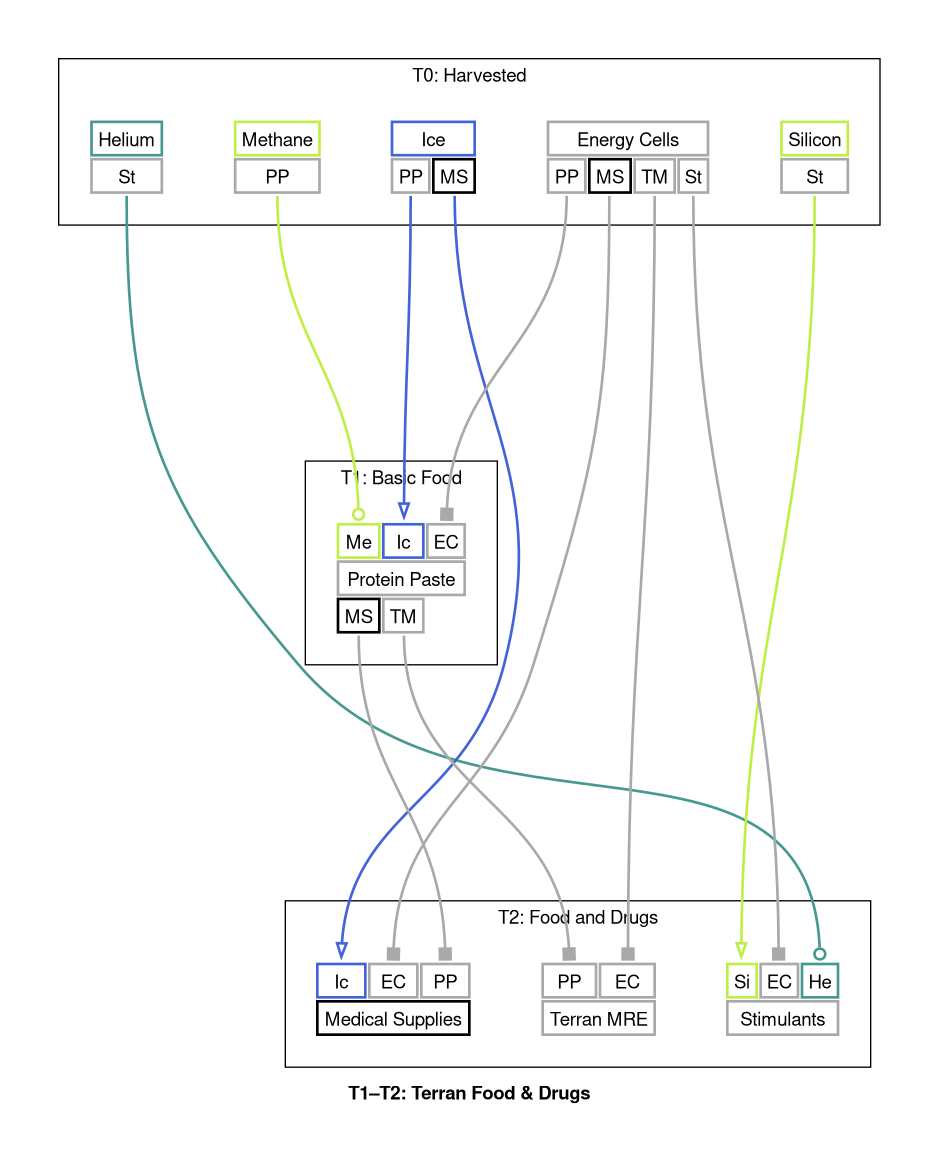 T0: Harvested
Helium Methane Ice Energy Cells Silicon
St PP PP MS PP MS TM St St
T1: Basic Food
Me Ic EC
Protein Paste
MS TM
T2: Food and Drugs
Ic EC PP PP EC Si EC He
Medical Supplies Terran MRE Stimulants
T1–T2: Terran Food & Drugs